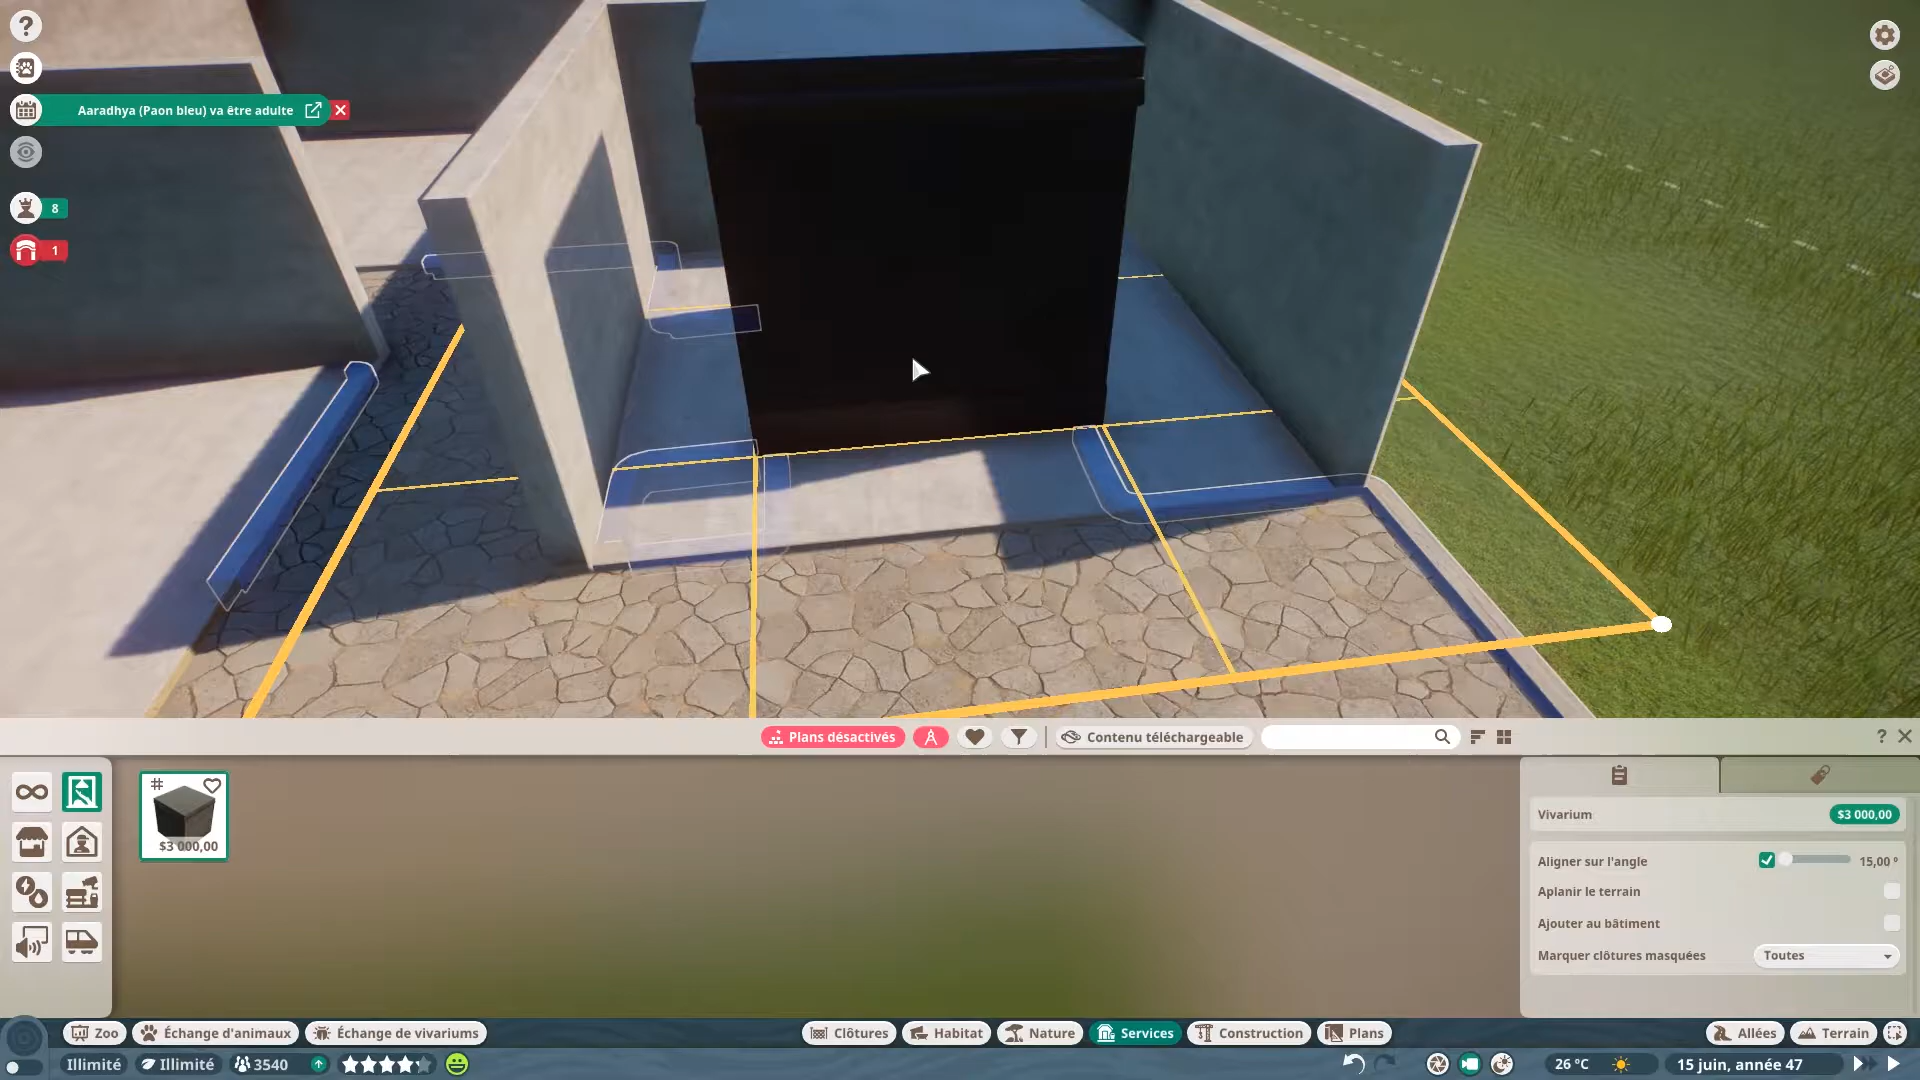 ?
Aaradhya (Paon bleu) va être adulte
8
1
Plans désactivés
Contenu téléchargeable
?
$3 000,00
Vivarium
$3 000,00
Aligner sur l'angle
15,00 °
Aplanir le terrain
Ajouter au bâtiment
Marquer clôtures masquées
Toutes
Zoo
Échange d'animaux
Échange de vivariums
Clôtures
Habitat
Nature
Services
Construction
Plans
Allées
Terrain
Illimité
Illimité
3540
26 °C
15 juin, année 47